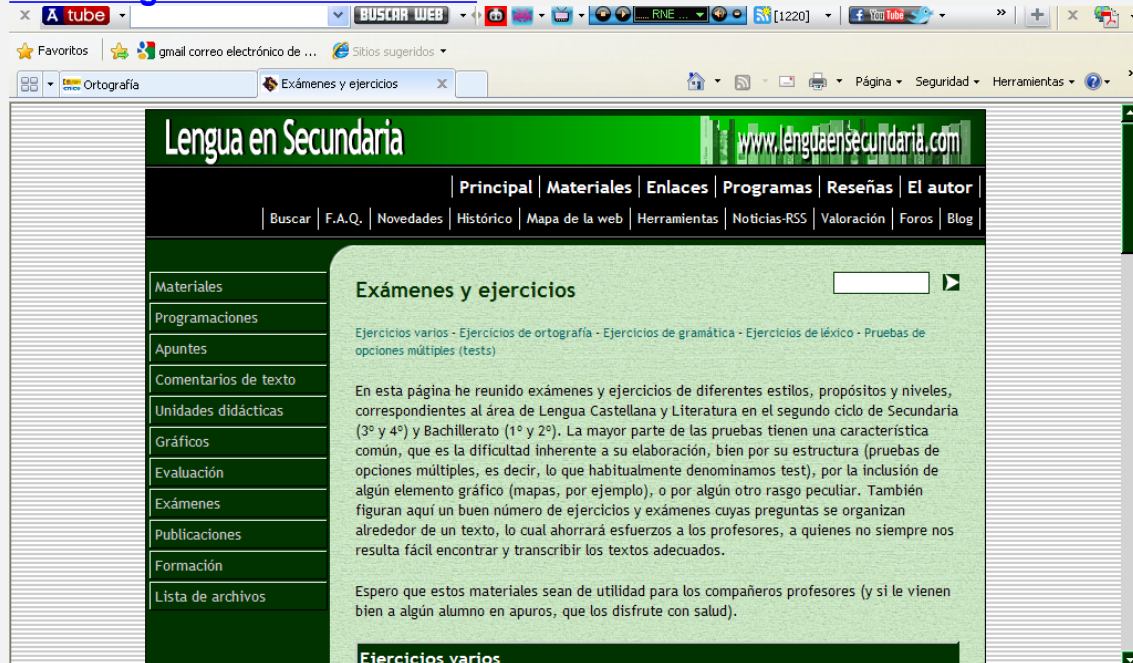 A tube
BUSCAR WEB
RNE ...
[1220]
YouTube
»
Favoritos
gmail correo electrónico de ...
Sitios sugeridos
Ortografía
Exámenes y ejercicios
X
Página
Seguridad
Herramientas
Lengua en Secundaria
www.lenguaensecundaria.com
Principal | Materiales | Enlaces | Programas | Reseñas | El autor |
Buscar | F.A.Q. | Novedades | Histórico | Mapa de la web | Herramientas | Noticias-RSS | Valoración | Foros | Blog
Materiales
Programaciones
Apuntes
Comentarios de texto
Unidades didácticas
Gráficos
Evaluación
Exámenes
Publicaciones
Formación
Lista de archivos
Exámenes y ejercicios
Ejercicios varios - Ejercicios de ortografía - Ejercicios de gramática - Ejercicios de léxico - Pruebas de
opciones múltiples (tests)
En esta página he reunido exámenes y ejercicios de diferentes estilos, propósitos y niveles,
correspondientes al área de Lengua Castellana y Literatura en el segundo ciclo de Secundaria
(3º y 4º) y Bachillerato (1º y 2º). La mayor parte de las pruebas tienen una característica
común, que es la dificultad inherente a su elaboración, bien por su estructura (pruebas de
opciones múltiples, es decir, lo que habitualmente denominamos test), por la inclusión de
algún elemento gráfico (mapas, por ejemplo), o por algún otro rasgo peculiar. También
figuran aquí un buen número de ejercicios y exámenes cuyas preguntas se organizan
alrededor de un texto, lo cual ahorrará esfuerzos a los profesores, a quienes no siempre nos
resulta fácil encontrar y transcribir los textos adecuados.
Espero que estos materiales sean de utilidad para los compañeros profesores (y si le vienen
bien a algún alumno en apuros, que los disfrute con salud).
Ejercicios varios